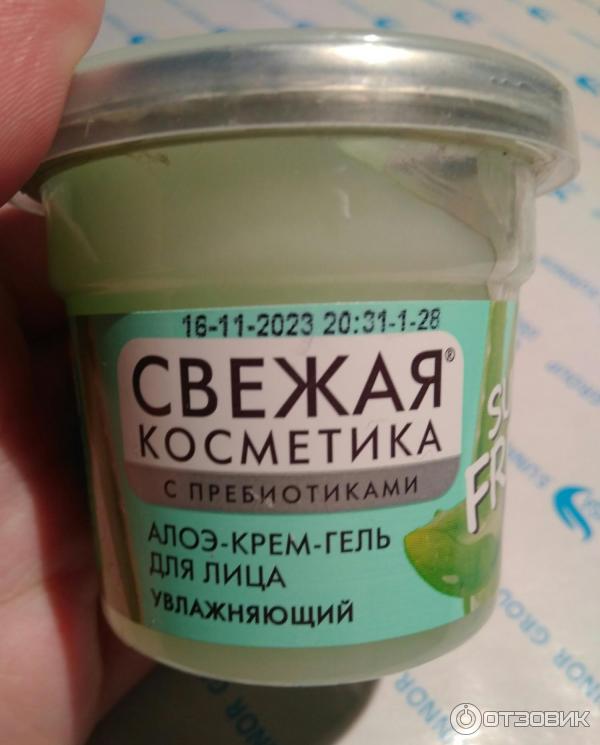 16-11-2023 20:31-1-28
СВЕЖАЯ®
КОСМЕТИКА
С ПРЕБИОТИКАМИ
АЛОЭ-КРЕМ-ГЕЛЬ
ДЛЯ ЛИЦА
УВЛАЖНЯЮЩИЙ
ОТЗОВИК